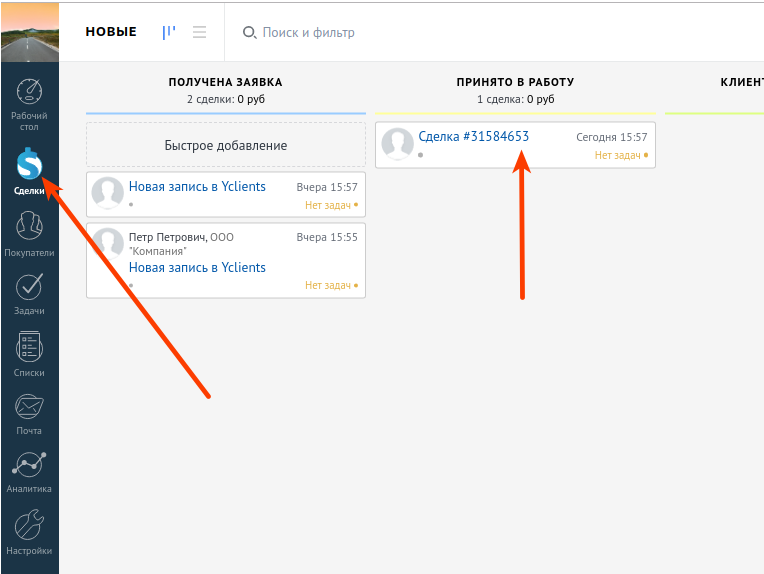 НОВЫЕ
Поиск и фильтр
Рабочий
стол
Сделки
Покупатели
Задачи
Списки
Почта
Аналитика
Настройки
ПОЛУЧЕНА ЗАЯВКА
2 сделки: 0 руб
Быстрое добавление
Новая запись в Yclients
Вчера 15:57
Нет задач
Петр Петрович, ООО
"Компания"
Вчера 15:55
Новая запись в Yclients
Нет задач
ПРИНЯТО В РАБОТУ
1 сделка: 0 руб
Сделка #31584653
Сегодня 15:57
Нет задач
КЛИЕНТ